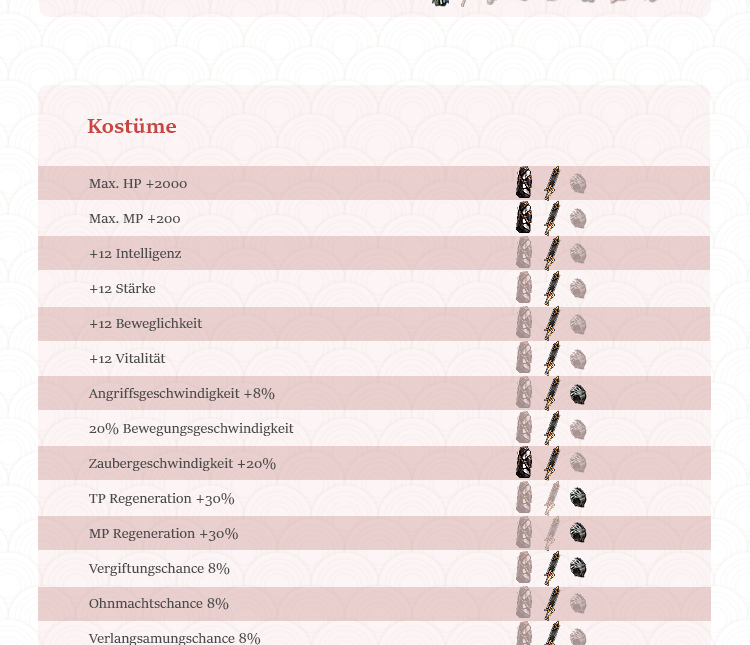 Kostüme
Max. HP +2000
Max. MP +200
+12 Intelligenz
+12 Stärke
+12 Beweglichkeit
+12 Vitalität
Angriffsgeschwindigkeit +8%
20% Bewegungsgeschwindigkeit
Zaubergeschwindigkeit +20%
TP Regeneration +30%
MP Regeneration +30%
Vergiftungschance 8%
Ohnmachtschance 8%
Verlangsamungschance 8%